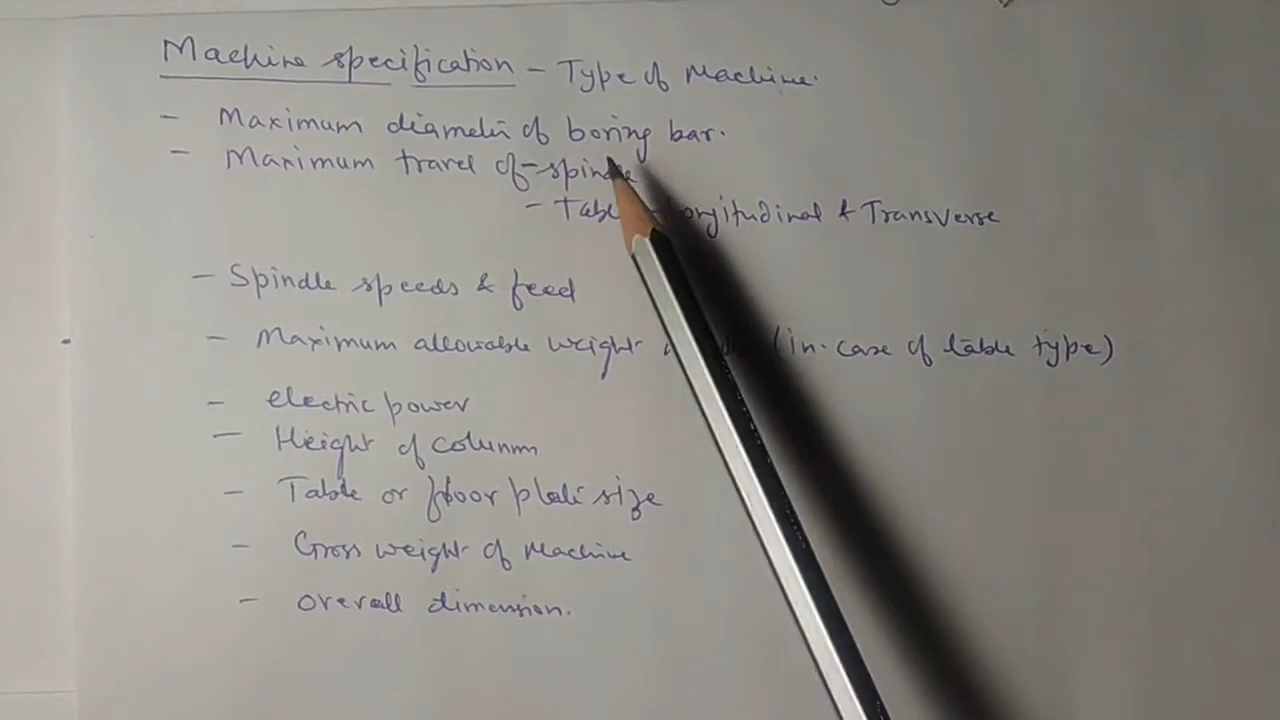 Machine specification - Type of Machine.
- Maximum diameter of boring bar.
- Maximum travel of - spindle
- Table - Longitudinal & Transverse
- Spindle speeds & feed
- Maximum allowable weight (in case of table type)
- electric power
- Height of column
- Table or floor plate size
- Gross weight of Machine
- overall dimension.